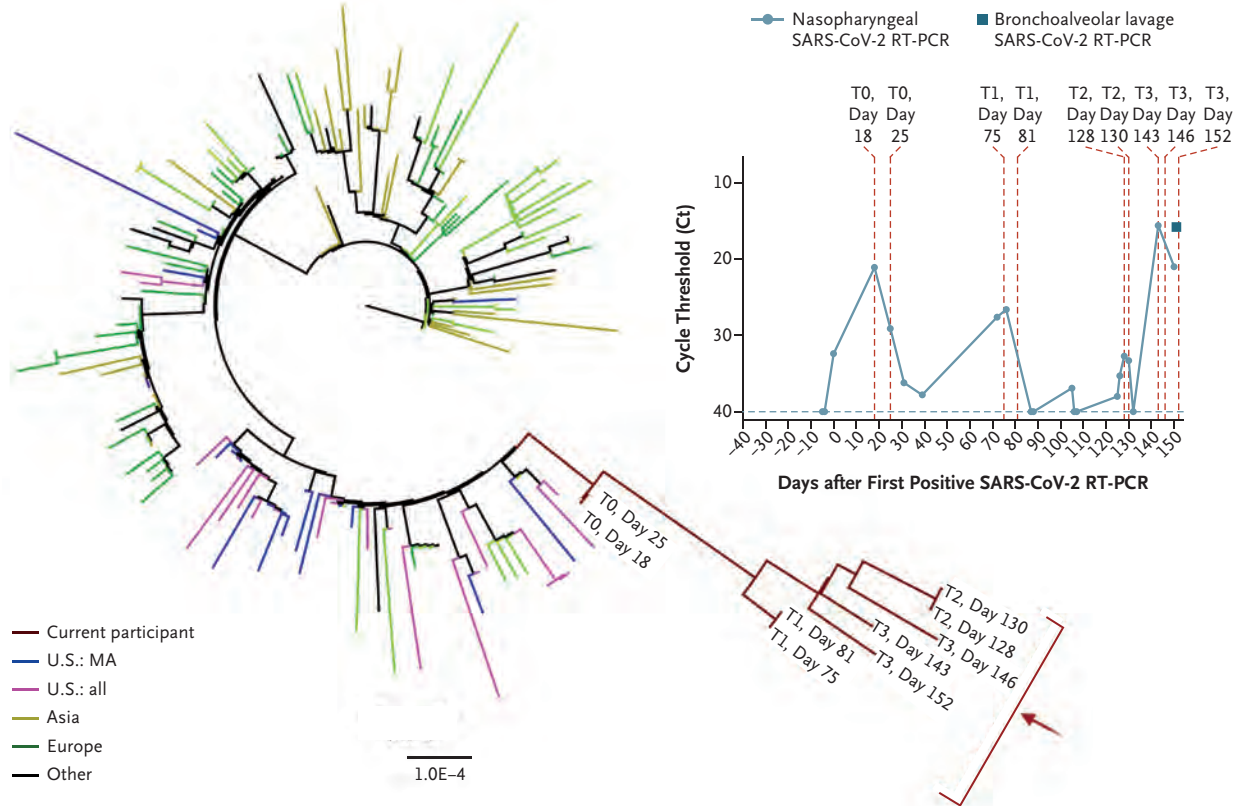 Nasopharyngeal
SARS-CoV-2 RT-PCR
Bronchoalveolar lavage
SARS-CoV-2 RT-PCR
T0,
Day
18
T0,
Day
25
T1,
Day
75
T1,
Day
81
T2,
Day
128
T2,
Day
130
T3,
Day
143
T3,
Day
146
T3,
Day
152
Cycle Threshold (Ct)
10
20
30
40
−40
−30
−20
−10
0
10
20
30
40
50
60
70
80
90
100
110
120
130
140
150
Days after First Positive SARS-CoV-2 RT-PCR
T0, Day 25
T0, Day 18
T2, Day 130
T2, Day 128
T3, Day 146
T3, Day 143
T3, Day 152
T1, Day 81
T1, Day 75
Current participant
U.S.: MA
U.S.: all
Asia
Europe
Other
1.0E−4